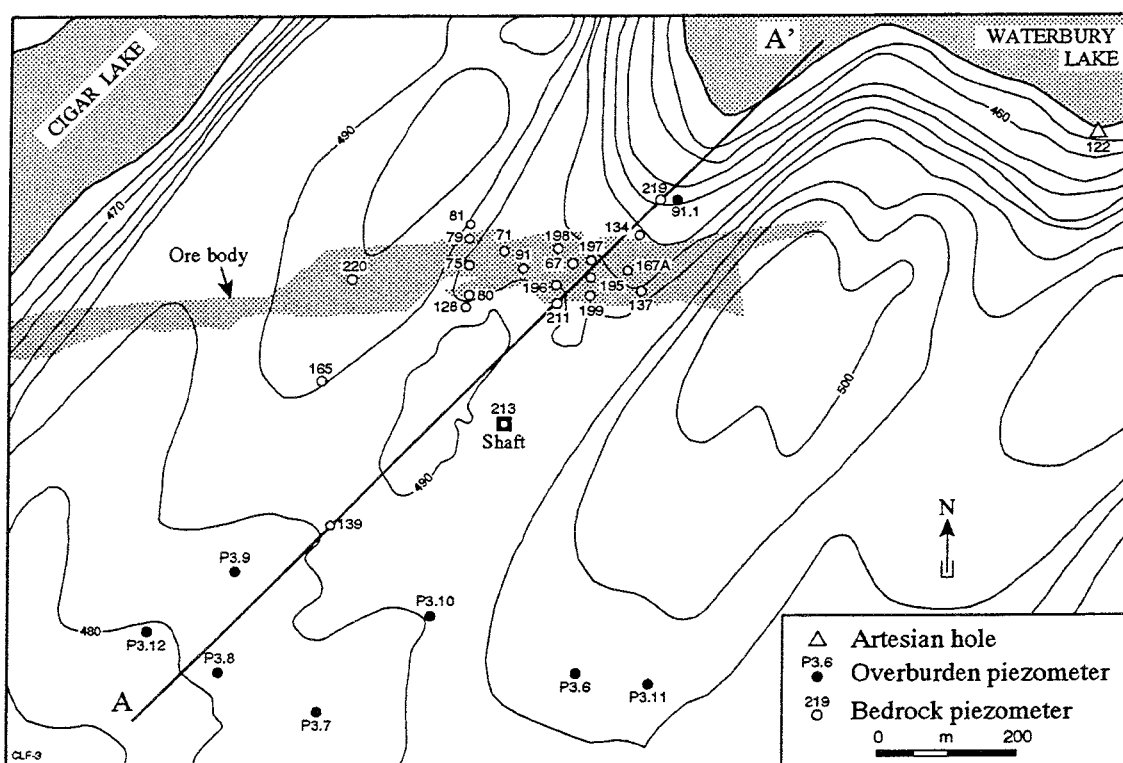 CIGAR LAKE
A'
WATERBURY
LAKE
460
122
490
470
219
91.1
81
134
79
71
198
197
Ore body
220
75
91
67
167A
196
195
80
128
211
199
137
165
500
213
Shaft
490
139
N
P3.9
P3.10
480
P3.12
P3.8
P3.6
P3.11
A
P3.7
CLF-3
Artesian hole
P3.6
Overburden piezometer
219
Bedrock piezometer
0 m 200